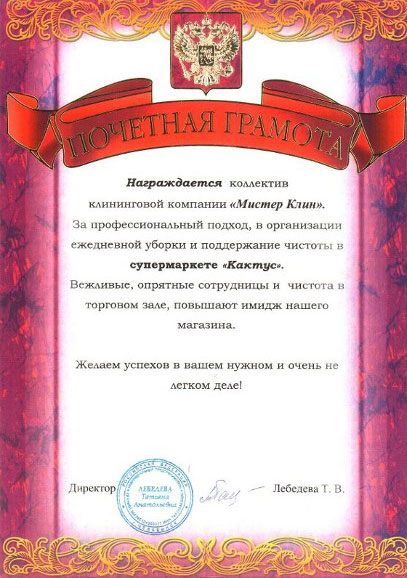 ПОЧЕТНАЯ ГРАМОТА
Награждается коллектив
клининговой компании «Мистер Клин».
За профессиональный подход, в организации
ежедневной уборки и поддержание чистоты в
супермаркете «Кактус».
Вежливые, опрятные сотрудницы и чистота в
торговом зале, повышают имидж нашего
магазина.
Желаем успехов в вашем нужном и очень не
легком деле!
Директор
ЛЕБЕДЕВА
Татьяна
Анатольевна
Лебедева Т. В.